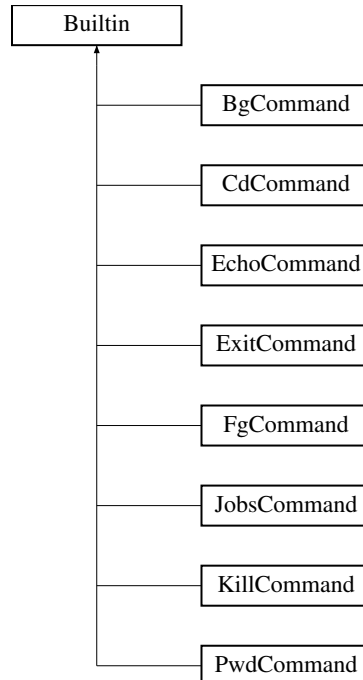 Builtin
BgCommand
CdCommand
EchoCommand
ExitCommand
FgCommand
JobsCommand
KillCommand
PwdCommand